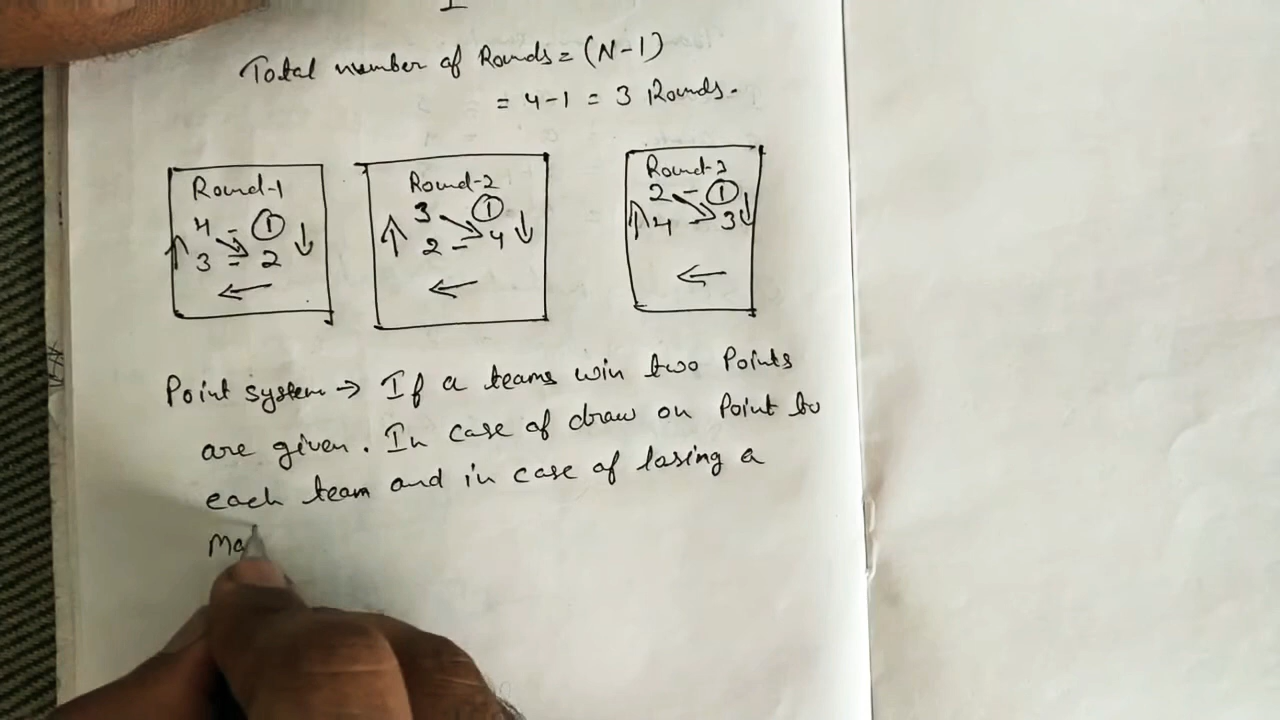 Total number of Rounds = (N-1)
= 4-1 = 3 Rounds.
Round-1
4 - 1
3 = 2
Round-2
3 1
2 - 4
Round-3
2 - 1
4 - 3
Point system → If a teams win two Points
are given. In case of draw on Point to
each team and in case of losing a
Ma